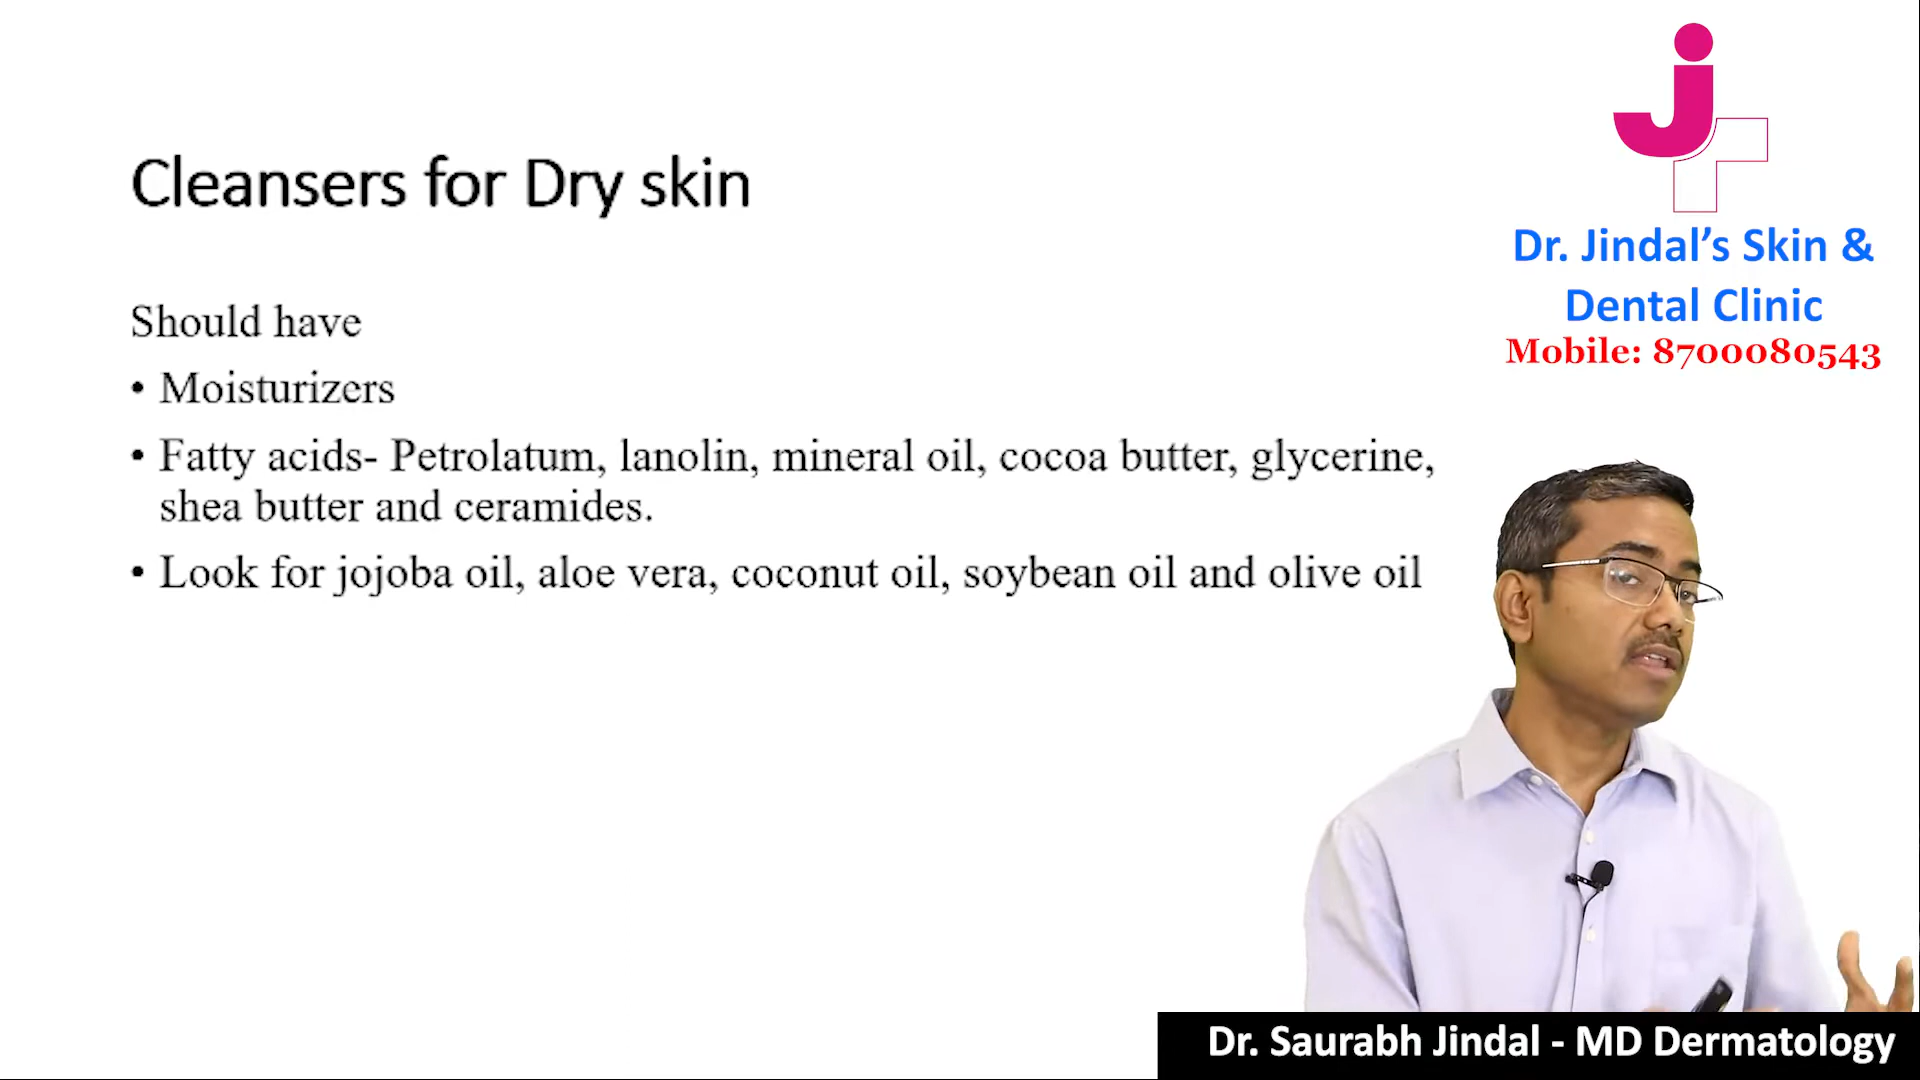 Cleansers for Dry skin
Should have
• Moisturizers
• Fatty acids- Petrolatum, lanolin, mineral oil, cocoa butter, glycerine,
shea butter and ceramides.
• Look for jojoba oil, aloe vera, coconut oil, soybean oil and olive oil
Dr. Jindal’s Skin &
Dental Clinic
Mobile: 8700080543
Dr. Saurabh Jindal - MD Dermatology